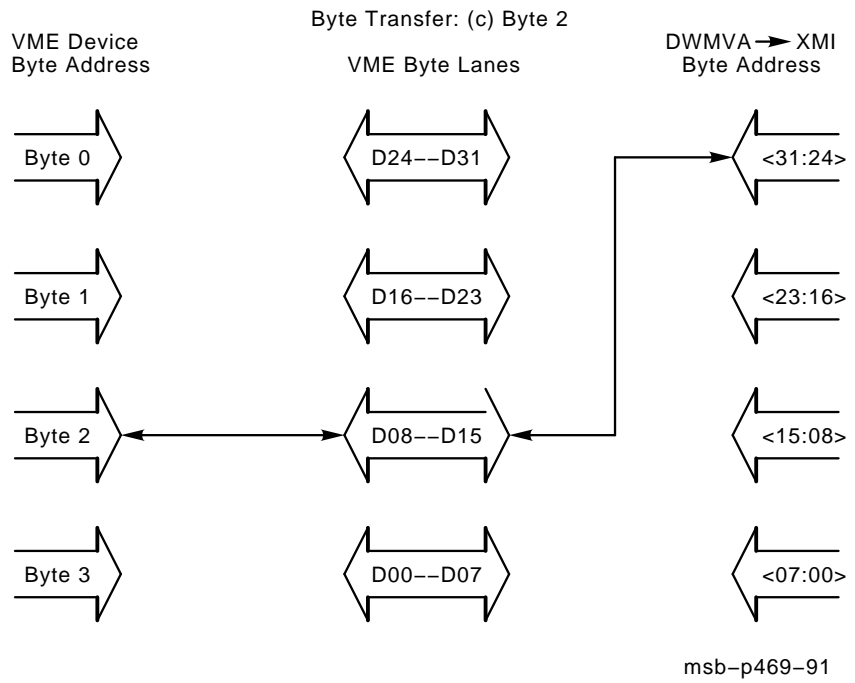 Byte Transfer: (c) Byte 2
VME Device
Byte Address
VME Byte Lanes
DWMVA XMI
Byte Address
Byte 0
D24--D31
<31:24>
Byte 1
D16--D23
<23:16>
Byte 2
D08--D15
<15:08>
Byte 3
D00--D07
<07:00>
msb-p469-91